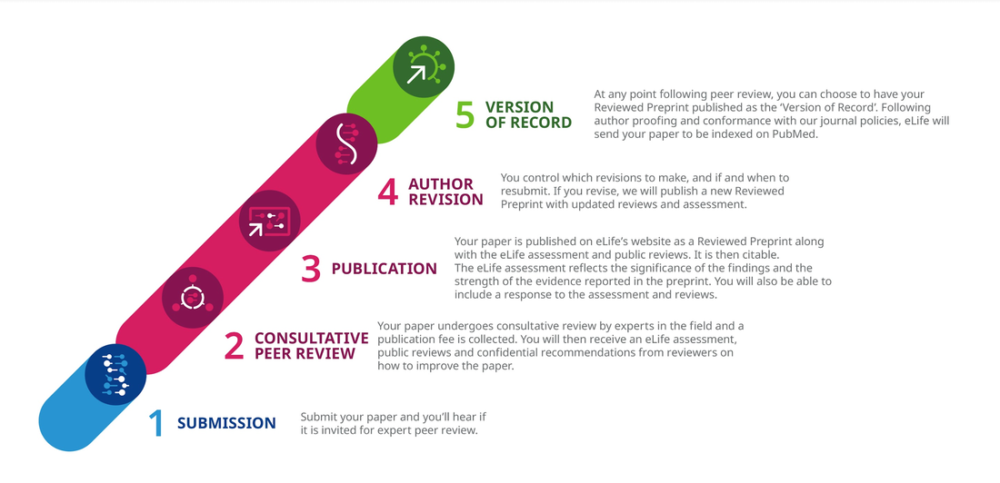 5 VERSION
OF RECORD
At any point following peer review, you can choose to have your
Reviewed Preprint published as the ‘Version of Record’. Following
author proofing and conformance with our journal policies, eLife will
send your paper to be indexed on PubMed.
4 AUTHOR
REVISION
You control which revisions to make, and if and when to
resubmit. If you revise, we will publish a new Reviewed
Preprint with updated reviews and assessment.
3 PUBLICATION
Your paper is published on eLife’s website as a Reviewed Preprint along
with the eLife assessment and public reviews. It is then citable.
The eLife assessment reflects the significance of the findings and the
strength of the evidence reported in the preprint. You will also be able to
include a response to the assessment and reviews.
2 CONSULTATIVE
PEER REVIEW
Your paper undergoes consultative review by experts in the field and a
publication fee is collected. You will then receive an eLife assessment,
public reviews and confidential recommendations from reviewers on
how to improve the paper.
1 SUBMISSION
Submit your paper and you’ll hear if
it is invited for expert peer review.